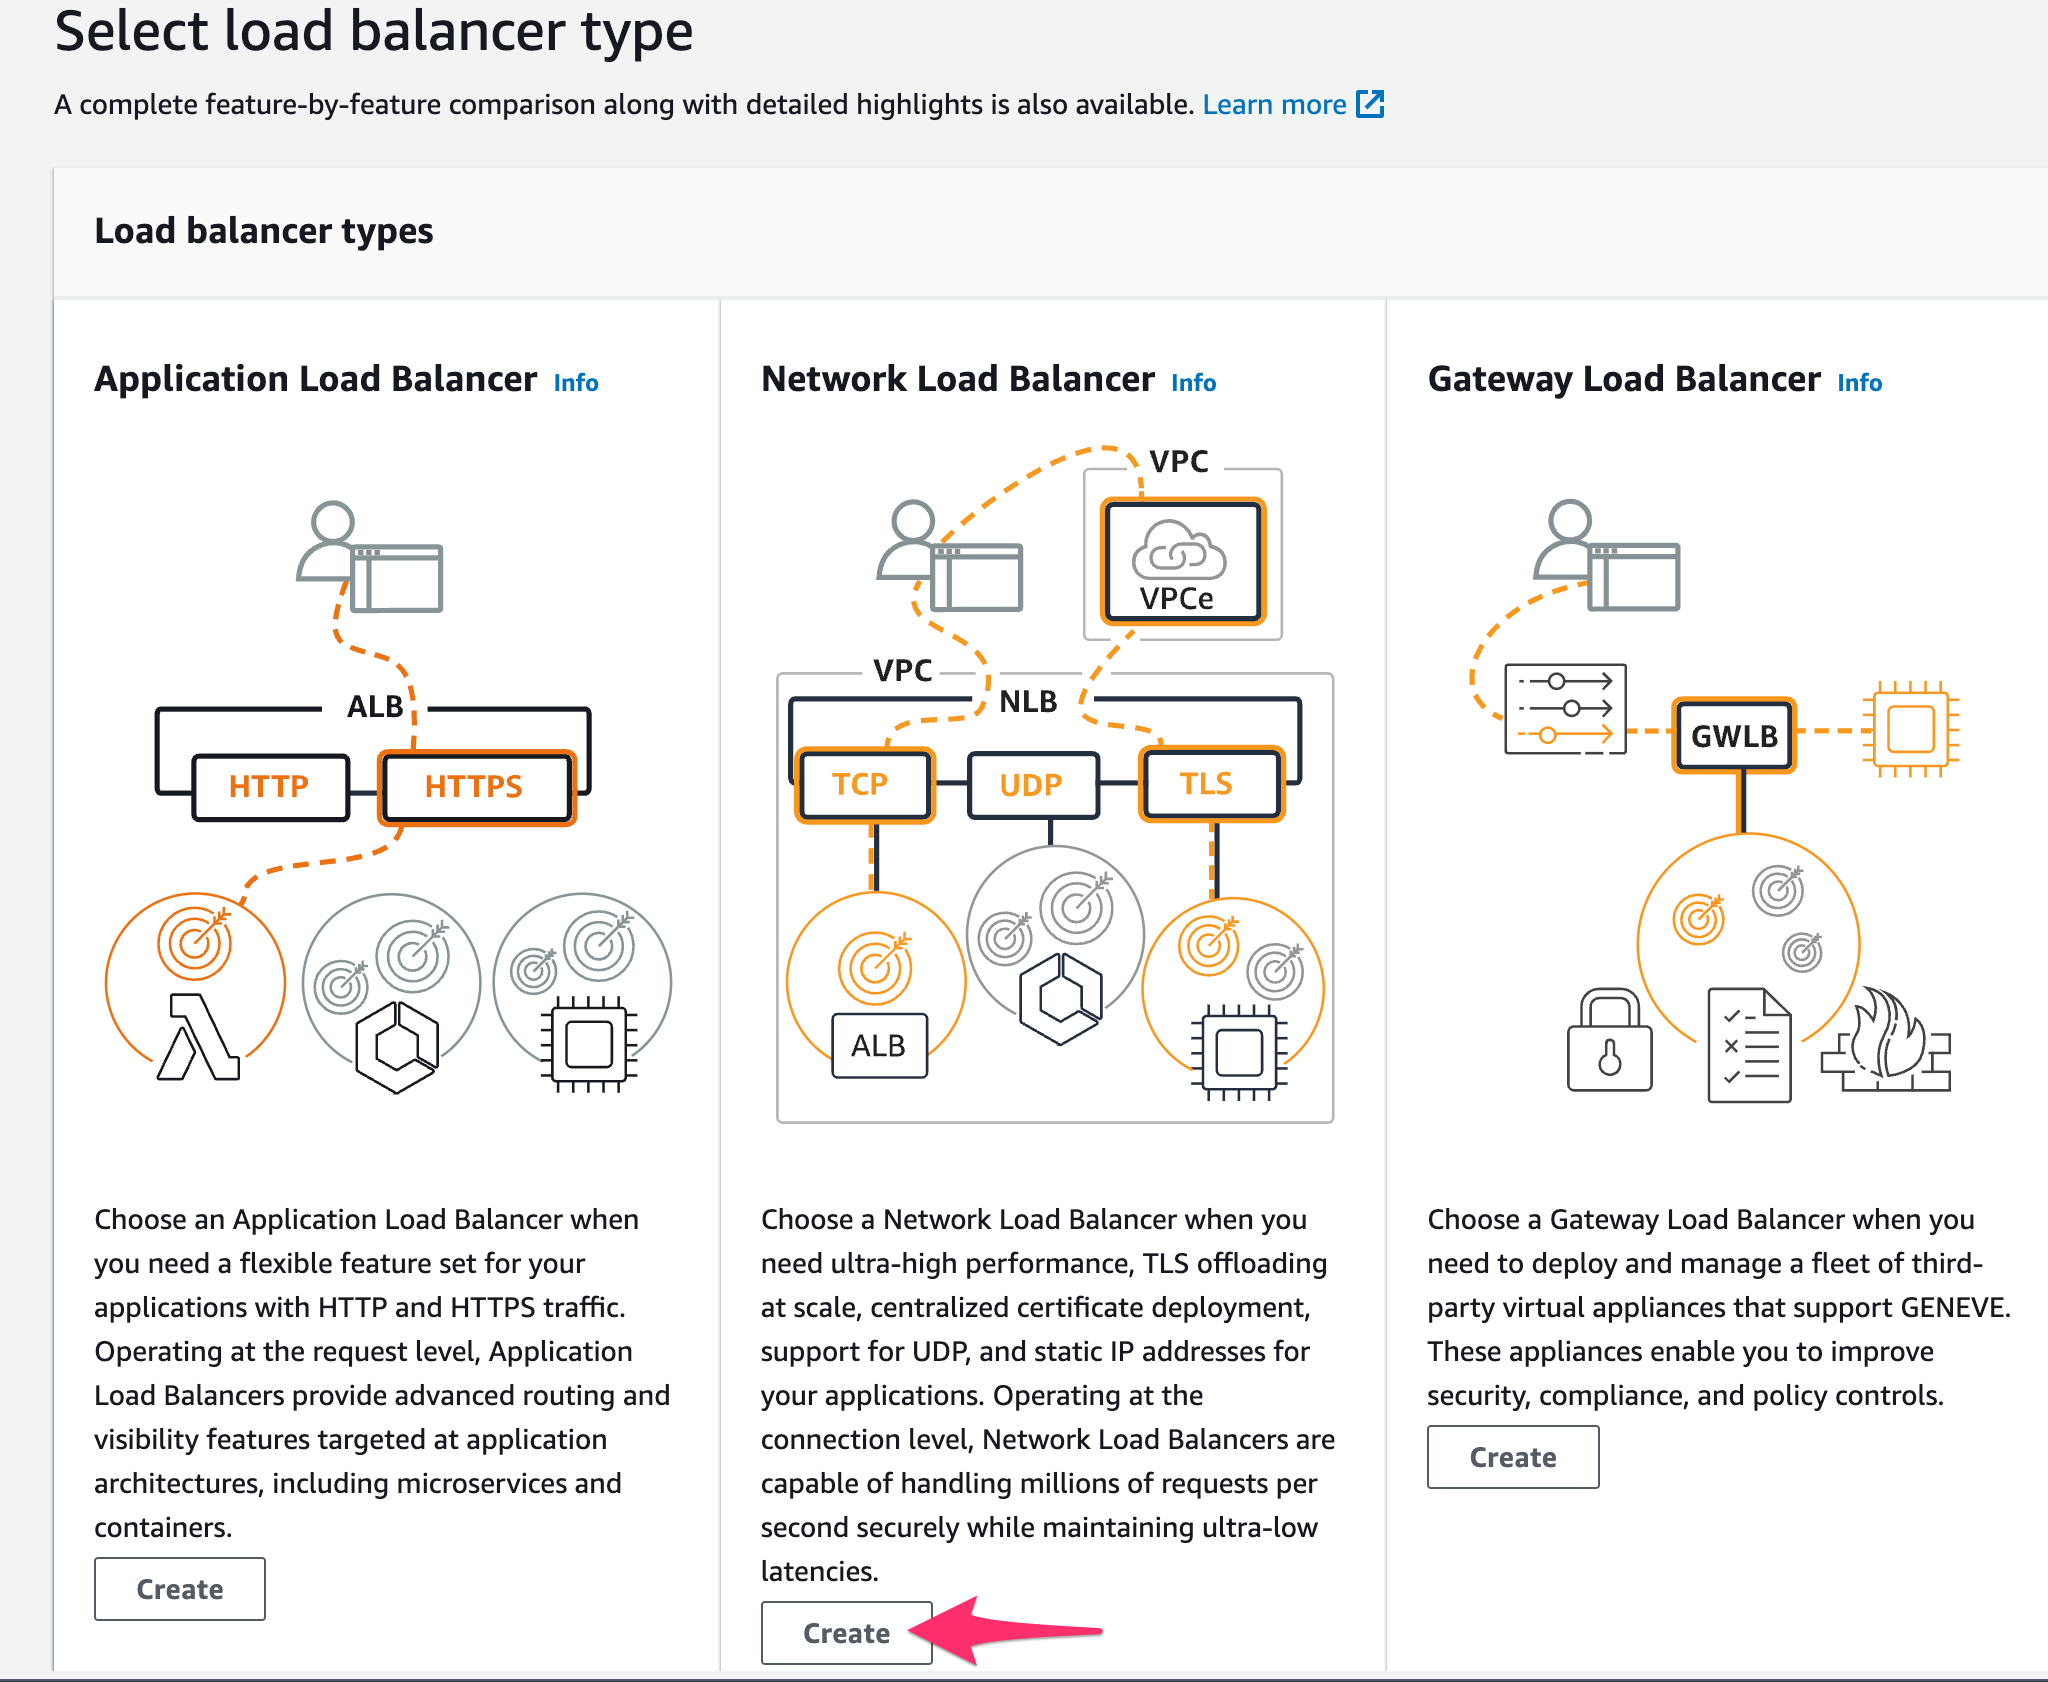 Select load balancer type
A complete feature-by-feature comparison along with detailed highlights is also available. Learn more
Load balancer types
Application Load Balancer Info
ALB
HTTP
HTTPS
Choose an Application Load Balancer when
you need a flexible feature set for your
applications with HTTP and HTTPS traffic.
Operating at the request level, Application
Load Balancers provide advanced routing and
visibility features targeted at application
architectures, including microservices and
containers.
Create
Network Load Balancer Info
VPC
VPCe
VPC
NLB
TCP
UDP
TLS
ALB
Choose a Network Load Balancer when you
need ultra-high performance, TLS offloading
at scale, centralized certificate deployment,
support for UDP, and static IP addresses for
your applications. Operating at the
connection level, Network Load Balancers are
capable of handling millions of requests per
second securely while maintaining ultra-low
latencies.
Create
Gateway Load Balancer Info
GWLB
Choose a Gateway Load Balancer when you
need to deploy and manage a fleet of third-
party virtual appliances that support GENEVE.
These appliances enable you to improve
security, compliance, and policy controls.
Create